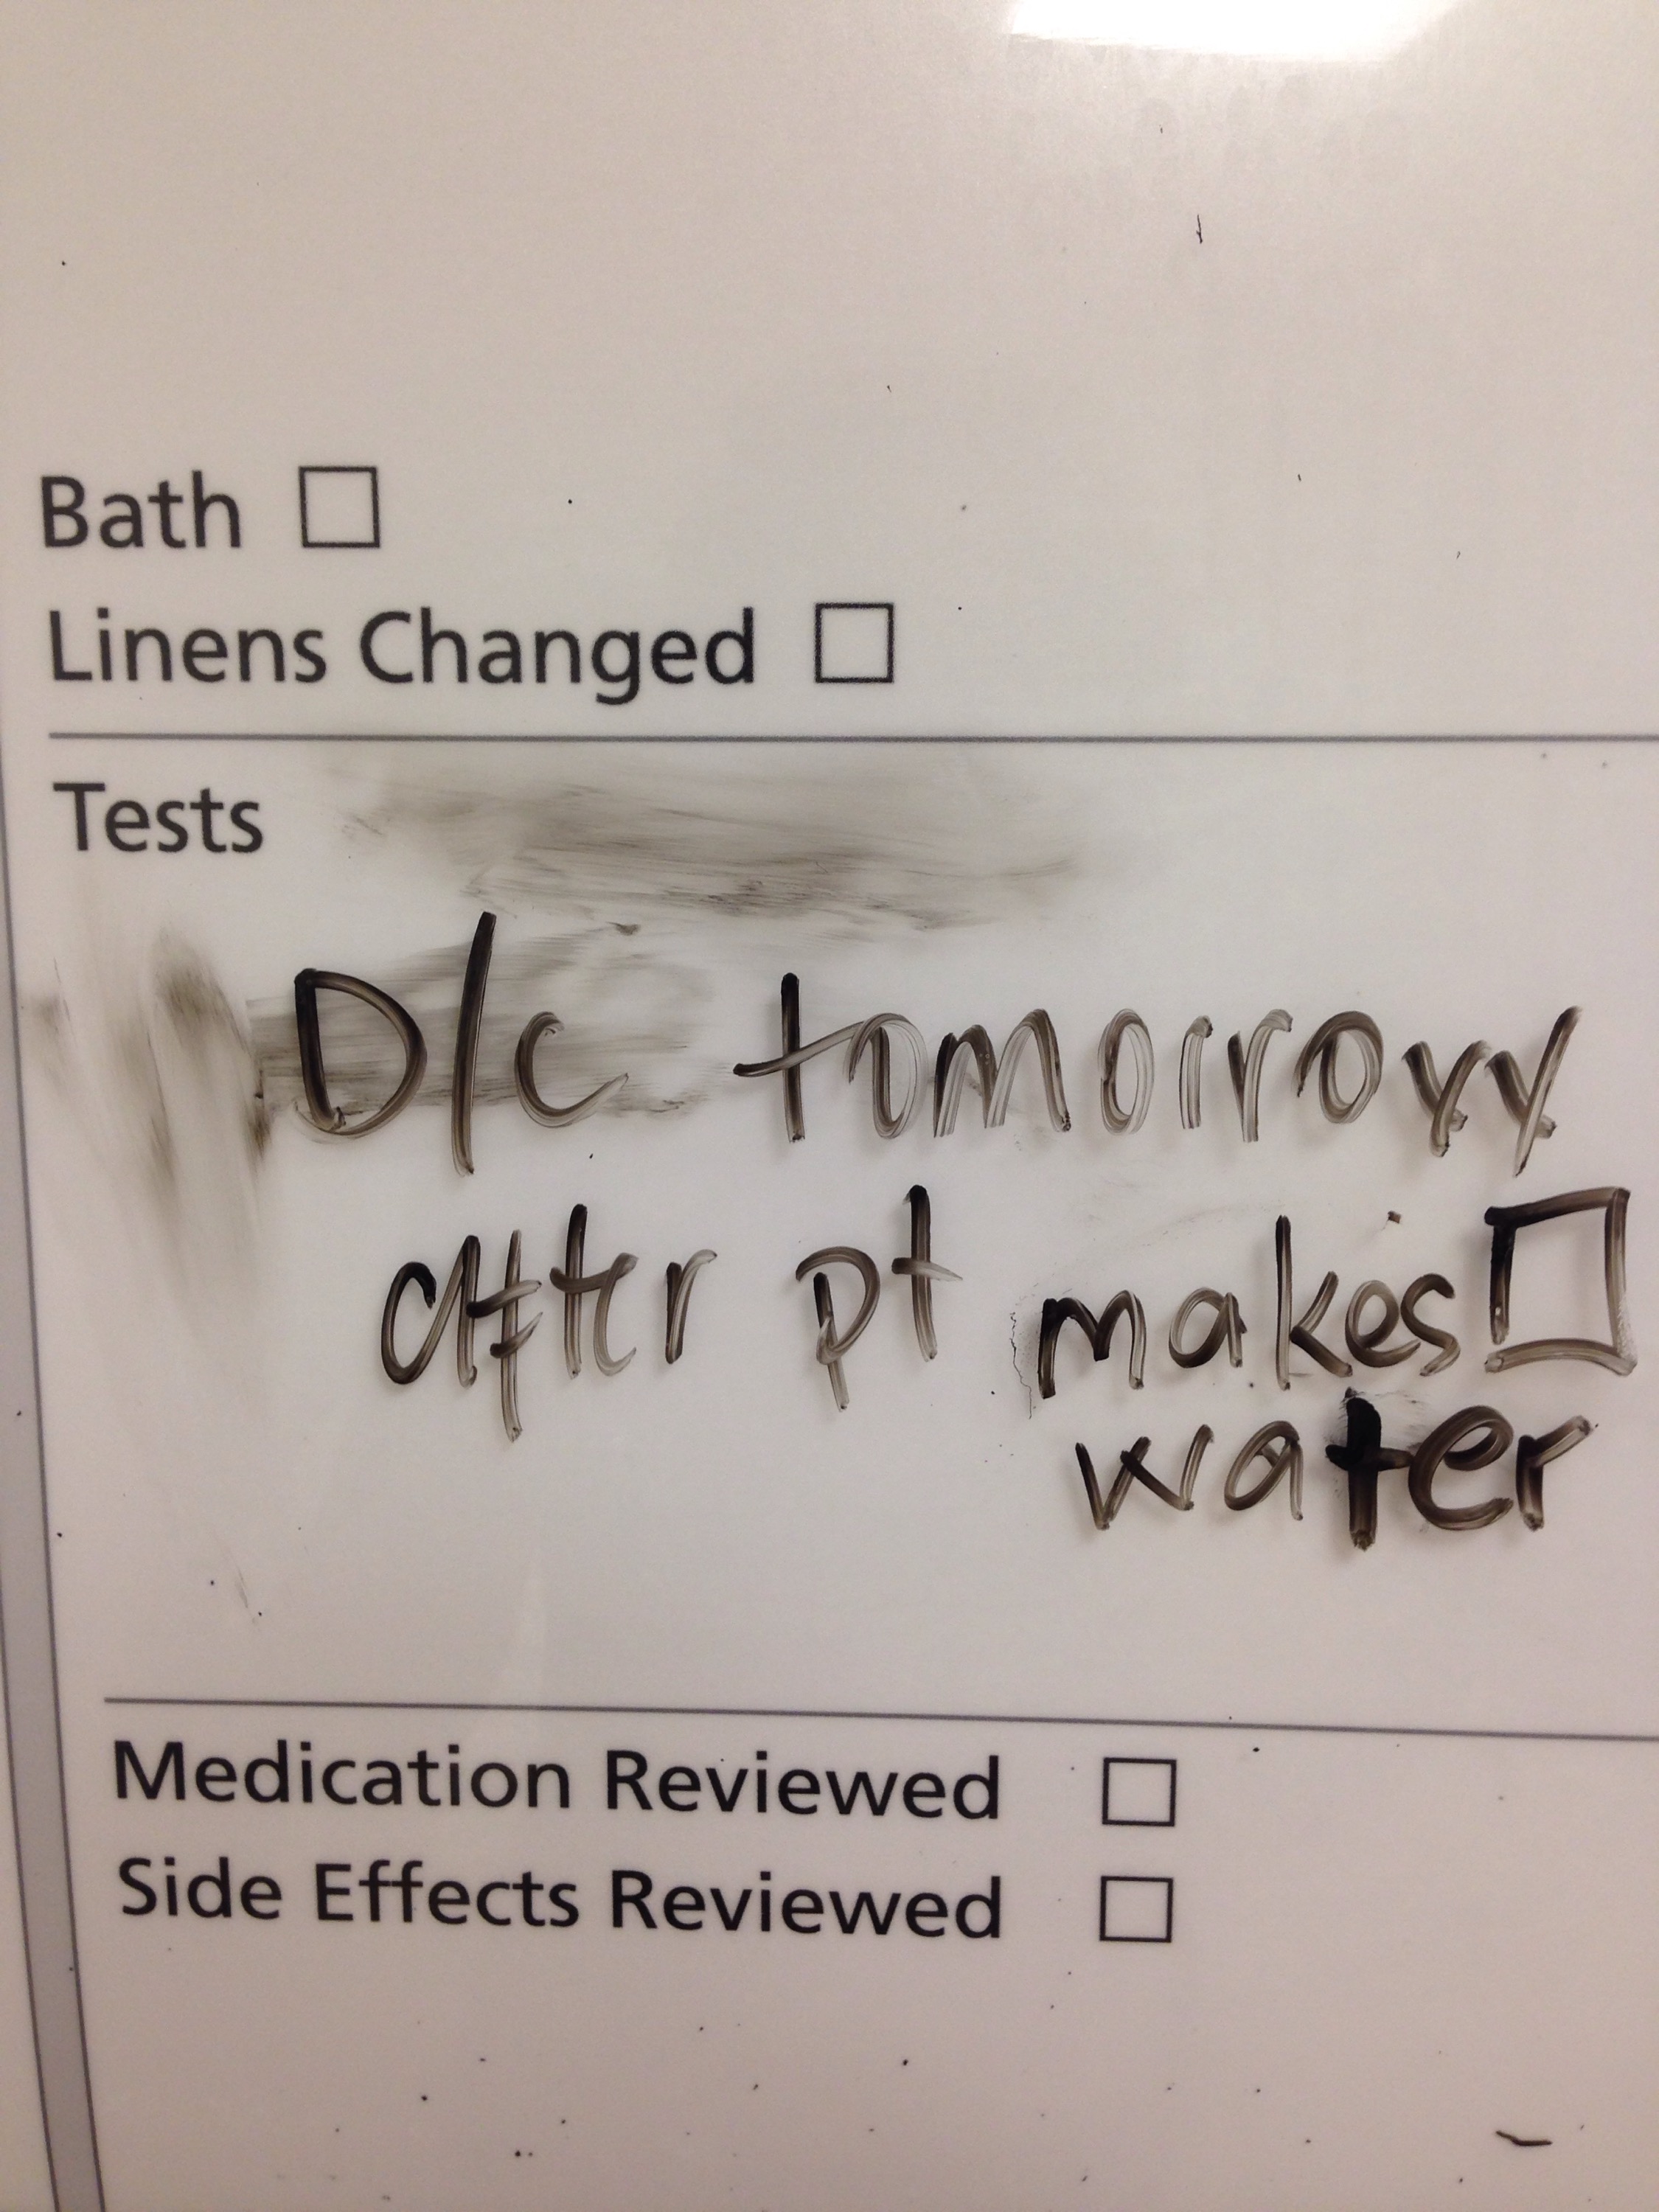 Bath ☐
Linens Changed ☐
Tests
D/c tomorrow
after pt makes ☐
water
Medication Reviewed ☐
Side Effects Reviewed ☐